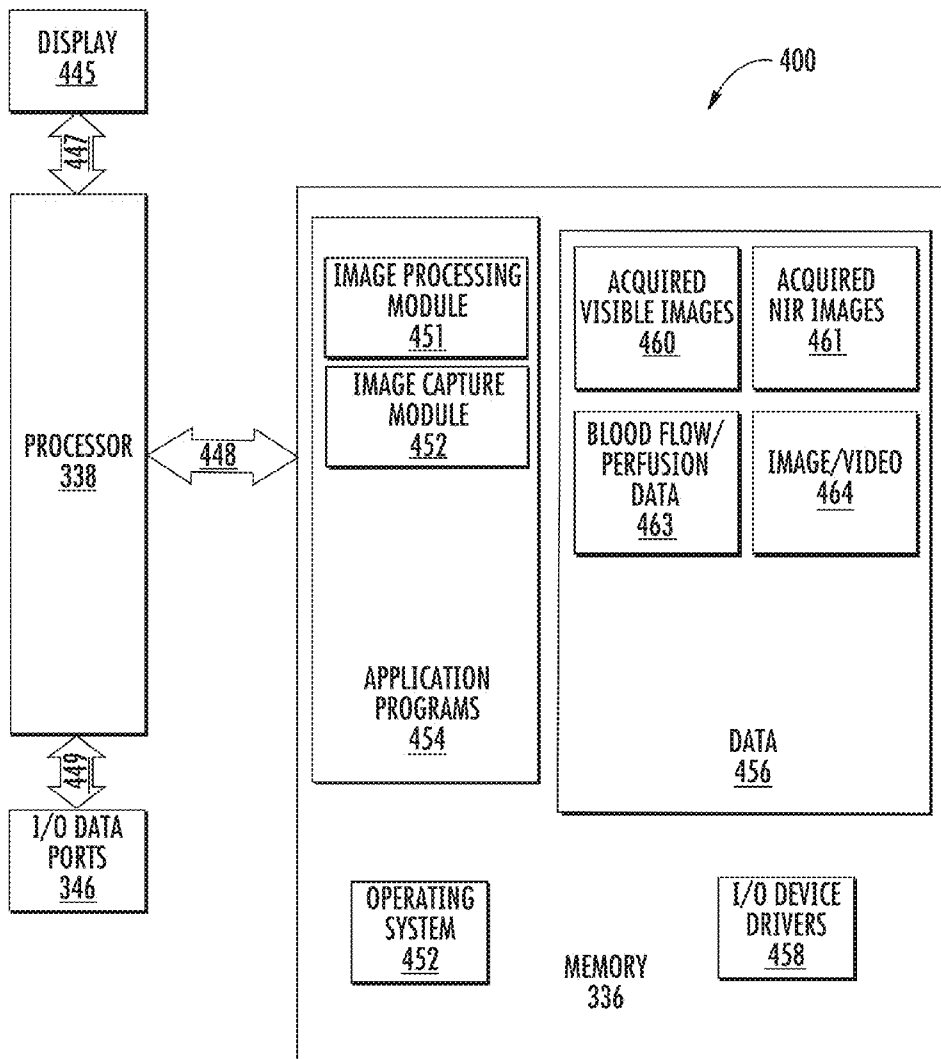 DISPLAY
445
400
447
PROCESSOR
338
448
449
I/O DATA
PORTS
346
IMAGE PROCESSING
MODULE
451
IMAGE CAPTURE
MODULE
452
APPLICATION
PROGRAMS
454
ACQUIRED
VISIBLE IMAGES
460
ACQUIRED
NIR IMAGES
461
BLOOD FLOW/
PERFUSION
DATA
463
IMAGE/VIDEO
464
DATA
456
OPERATING
SYSTEM
452
MEMORY
336
I/O DEVICE
DRIVERS
458